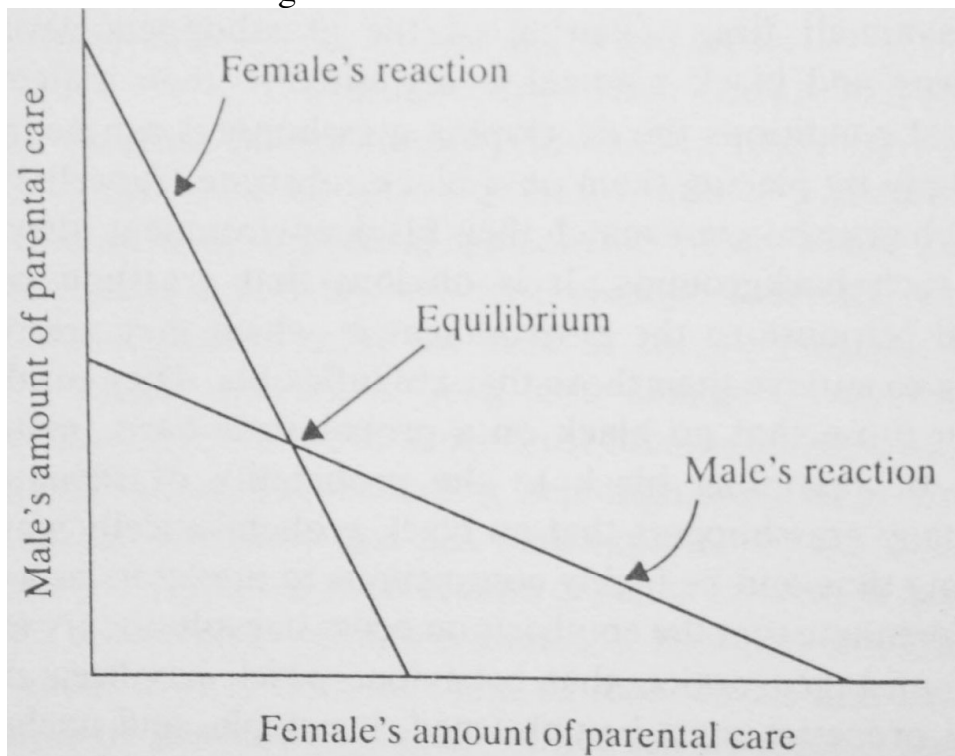 Female's reaction
Equilibrium
Male's reaction
Male's amount of parental care
Female's amount of parental care